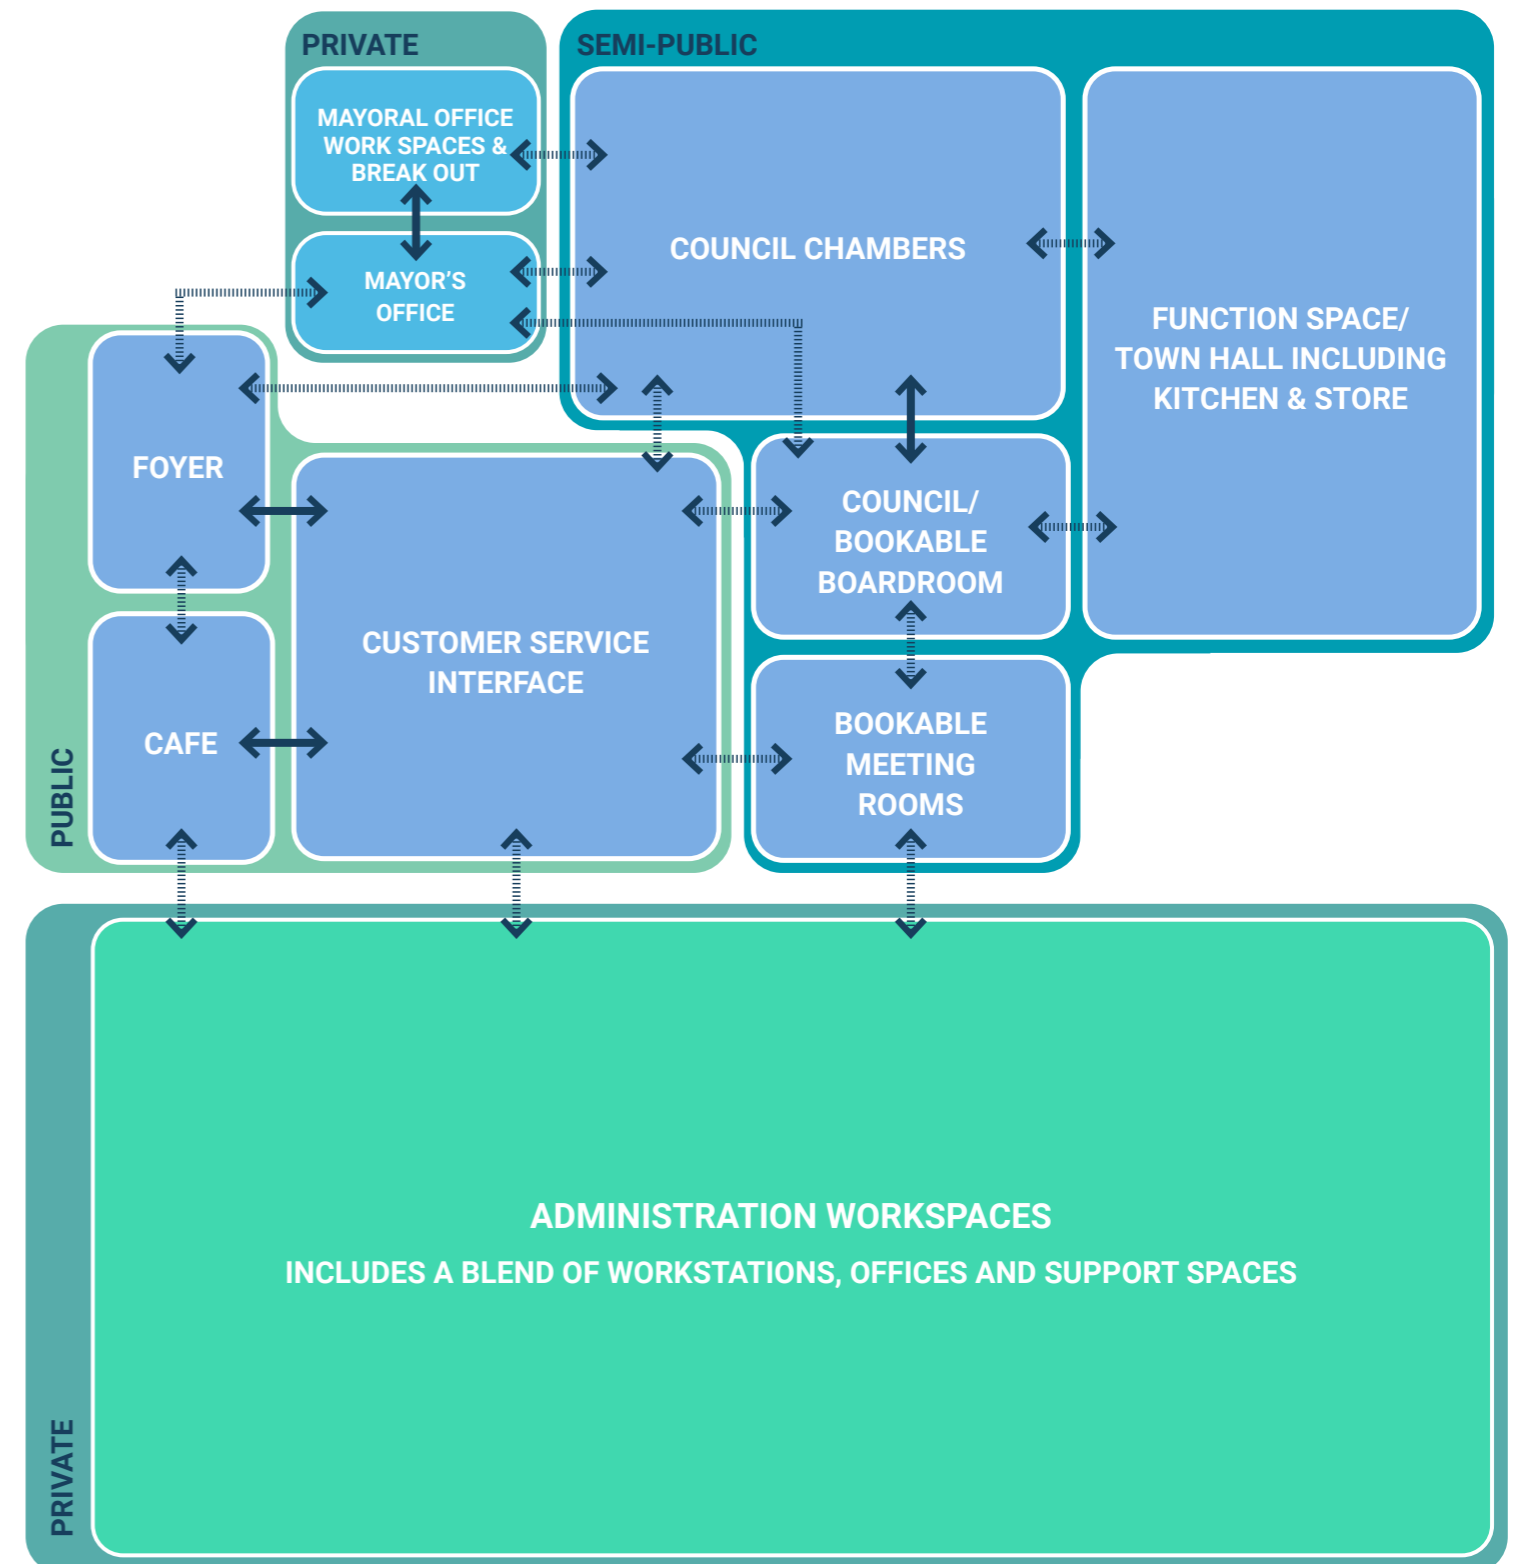 PRIVATE
MAYORAL OFFICE
WORK SPACES &
BREAK OUT
MAYOR'S
OFFICE
SEMI-PUBLIC
COUNCIL CHAMBERS
FUNCTION SPACE/
TOWN HALL INCLUDING
KITCHEN & STORE
COUNCIL/
BOOKABLE
BOARDROOM
BOOKABLE
MEETING
ROOMS
PUBLIC
FOYER
CAFE
CUSTOMER SERVICE
INTERFACE
PRIVATE
ADMINISTRATION WORKSPACES
INCLUDES A BLEND OF WORKSTATIONS, OFFICES AND SUPPORT SPACES